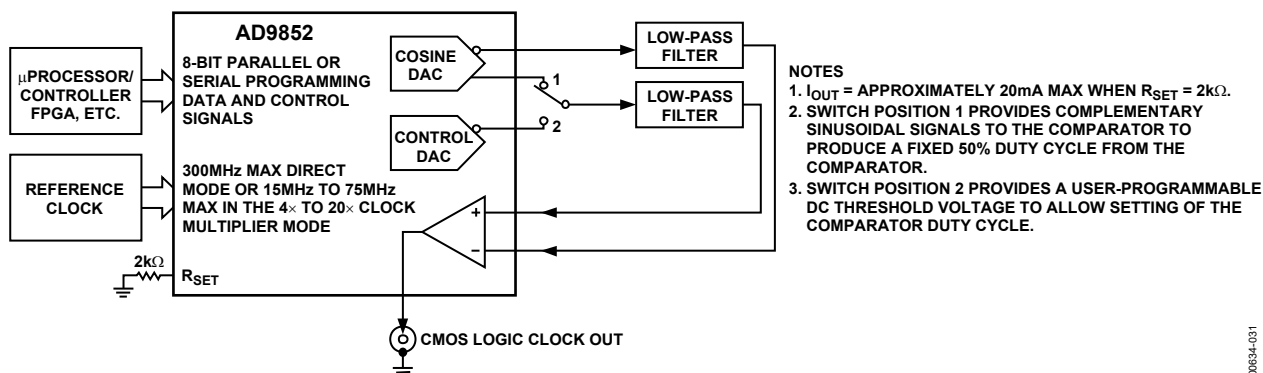 AD9852
8-BIT PARALLEL OR
SERIAL PROGRAMMING
DATA AND CONTROL
SIGNALS
μPROCESSOR/
CONTROLLER
FPGA, ETC.
REFERENCE
CLOCK
300MHz MAX DIRECT
MODE OR 15MHz TO 75MHz
MAX IN THE 4× TO 20× CLOCK
MULTIPLIER MODE
2kΩ
RSET
COSINE
DAC
CONTROL
DAC
1
2
LOW-PASS
FILTER
LOW-PASS
FILTER
+
–
CMOS LOGIC CLOCK OUT
NOTES
1. IOUT = APPROXIMATELY 20mA MAX WHEN RSET = 2kΩ.
2. SWITCH POSITION 1 PROVIDES COMPLEMENTARY
SINUSOIDAL SIGNALS TO THE COMPARATOR TO
PRODUCE A FIXED 50% DUTY CYCLE FROM THE
COMPARATOR.
3. SWITCH POSITION 2 PROVIDES A USER-PROGRAMMABLE
DC THRESHOLD VOLTAGE TO ALLOW SETTING OF THE
COMPARATOR DUTY CYCLE.
00634-031